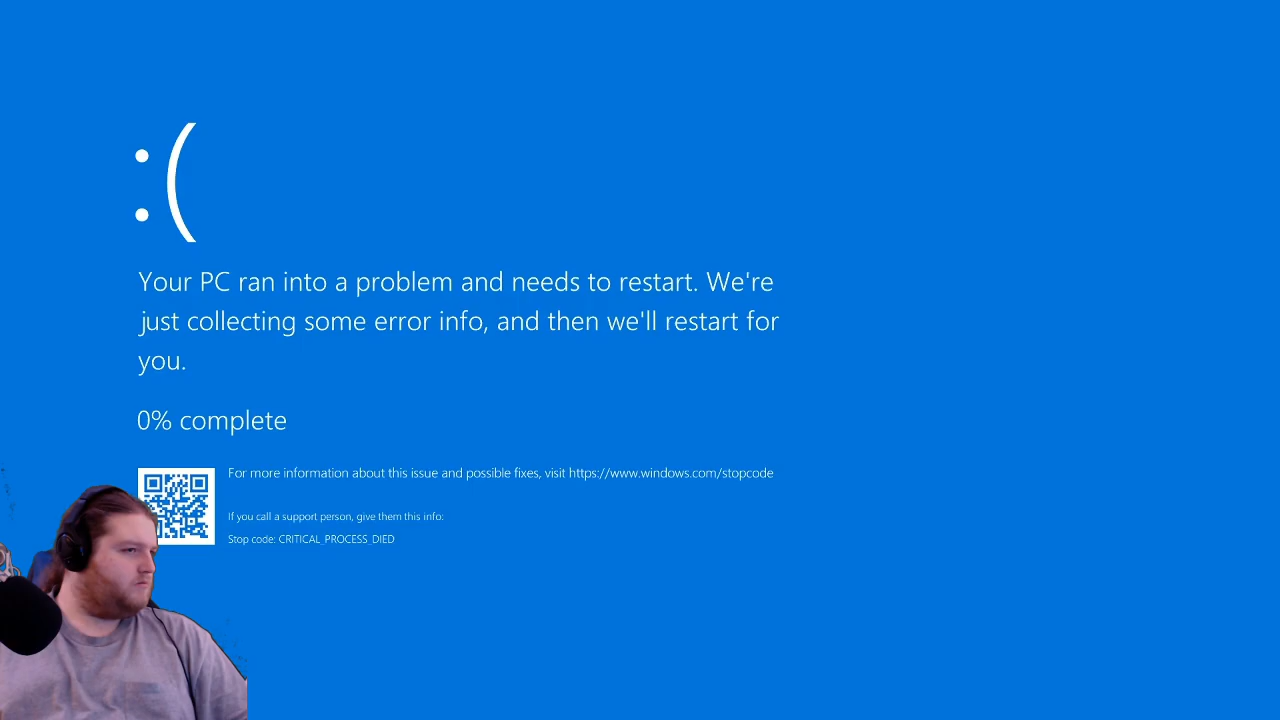 :(
Your PC ran into a problem and needs to restart. We're
just collecting some error info, and then we'll restart for
you.
0% complete
For more information about this issue and possible fixes, visit https://www.windows.com/stopcode
If you call a support person, give them this info:
Stop code: CRITICAL_PROCESS_DIED